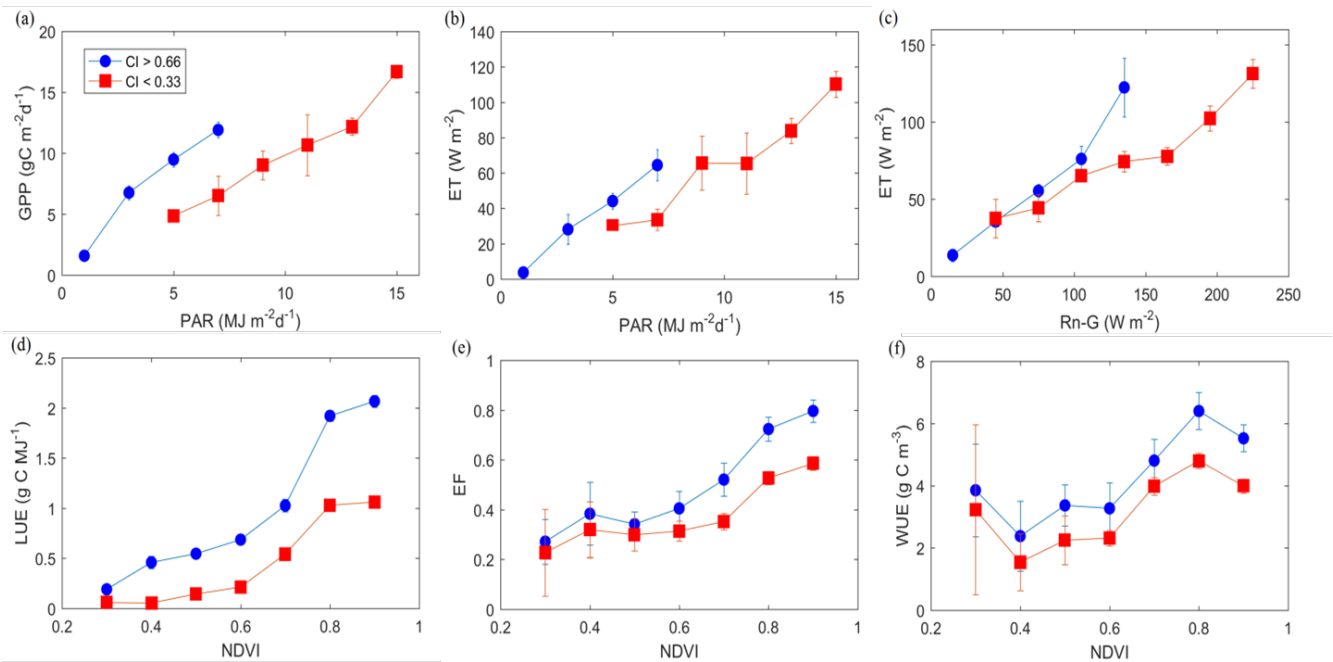 (a)
20
15
10
5
0
GPP (gC m⁻²d⁻¹)
CI > 0.66
CI < 0.33
0 5 10 15
PAR (MJ m⁻²d⁻¹)
(b)
140
120
100
80
60
40
20
0
ET (W m⁻²)
0 5 10 15
PAR (MJ m⁻²d⁻¹)
(c)
150
100
50
0
ET (W m⁻²)
0 50 100 150 200 250
Rn-G (W m⁻²)
(d)
2.5
2
1.5
1
0.5
0
LUE (g C MJ⁻¹)
0.2 0.4 0.6 0.8 1
NDVI
(e)
1
0.8
0.6
0.4
0.2
0
EF
0.2 0.4 0.6 0.8 1
NDVI
(f)
8
6
4
2
0
WUE (g C m⁻³)
0.2 0.4 0.6 0.8 1
NDVI